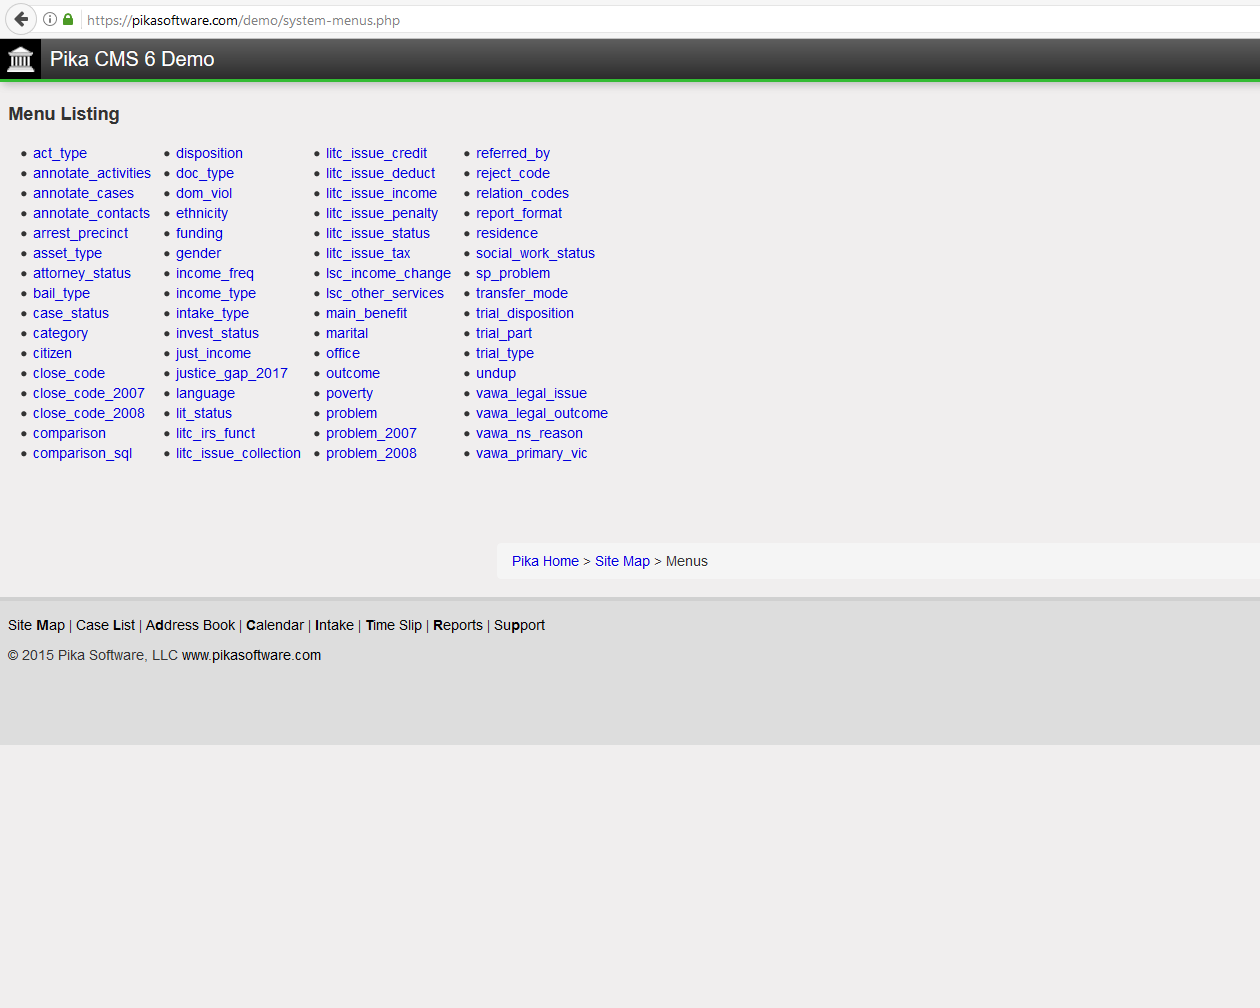 https://pikasoftware.com/demo/system-menus.php
Pika CMS 6 Demo
Menu Listing
act_type
annotate_activities
annotate_cases
annotate_contacts
arrest_precinct
asset_type
attorney_status
bail_type
case_status
category
citizen
close_code
close_code_2007
close_code_2008
comparison
comparison_sql
disposition
doc_type
dom_viol
ethnicity
funding
gender
income_freq
income_type
intake_type
invest_status
just_income
justice_gap_2017
language
lit_status
litc_irs_funct
litc_issue_collection
litc_issue_credit
litc_issue_deduct
litc_issue_income
litc_issue_penalty
litc_issue_status
litc_issue_tax
lsc_income_change
lsc_other_services
main_benefit
marital
office
outcome
poverty
problem
problem_2007
problem_2008
referred_by
reject_code
relation_codes
report_format
residence
social_work_status
sp_problem
transfer_mode
trial_disposition
trial_part
trial_type
undup
vawa_legal_issue
vawa_legal_outcome
vawa_ns_reason
vawa_primary_vic
Pika Home > Site Map > Menus
Site Map | Case List | Address Book | Calendar | Intake | Time Slip | Reports | Support
© 2015 Pika Software, LLC www.pikasoftware.com